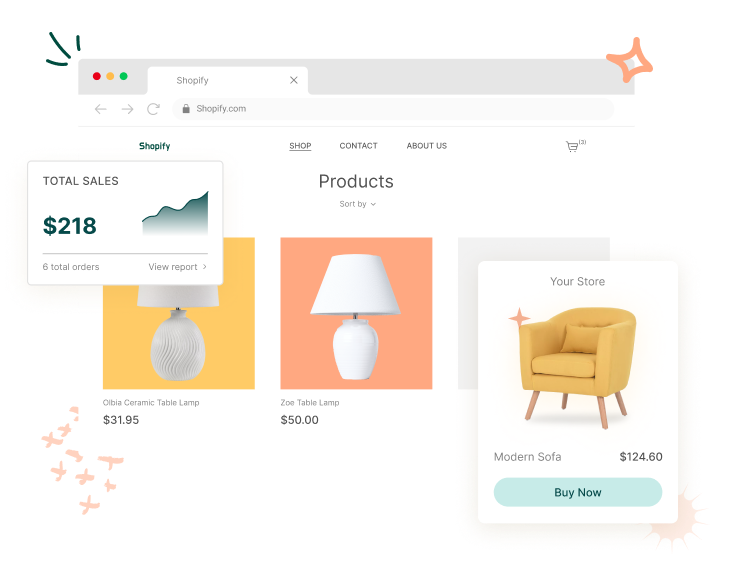 Shopify
Shopify.com
Shopify
SHOP
CONTACT
ABOUT US
(3)
TOTAL SALES
$218
6 total orders
View report
Products
Sort by
Olbia Ceramic Table Lamp
$31.95
Zoe Table Lamp
$50.00
Your Store
Modern Sofa
$124.60
Buy Now